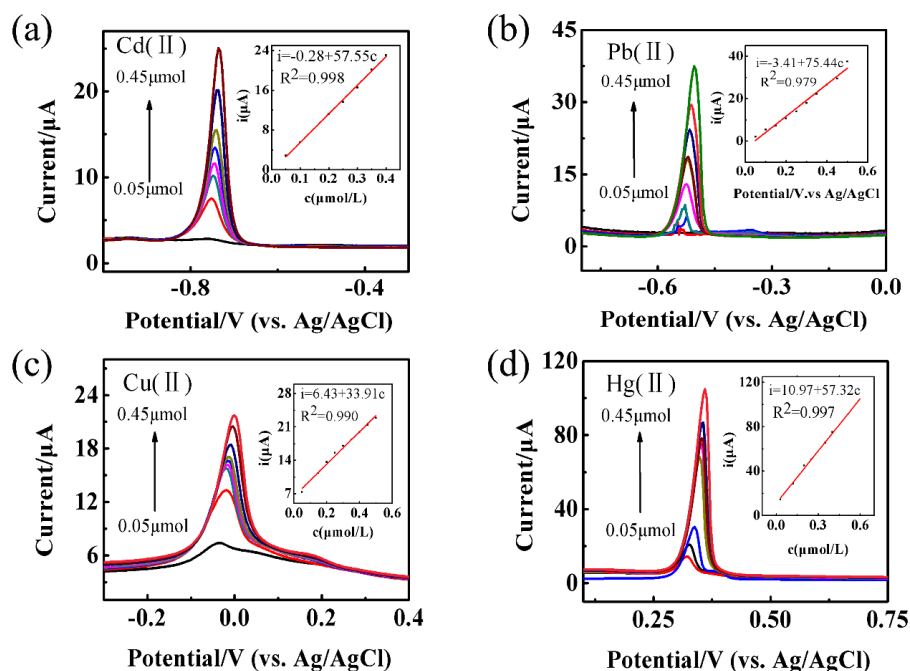 (a)
Cd(Ⅱ)
0.45μmol
0.05μmol
i=-0.28+57.55c
R²=0.998
i(μA)
24
16
8
0
0.0 0.1 0.2 0.3 0.4
c(μmol/L)
Current/μA
20
10
0
-0.8 -0.4
Potential/V (vs. Ag/AgCl)
(b)
Pb(Ⅱ)
0.45μmol
0.05μmol
i=-3.41+75.44c
R²=0.979
i(μA)
40
20
0
0.0 0.2 0.4 0.6
Potential/V.vs Ag/AgCl
Current/μA
45
30
15
0
-0.6 -0.3 0.0
Potential/V (vs. Ag/AgCl)
(c)
Cu(Ⅱ)
0.45μmol
0.05μmol
i=6.43+33.91c
R²=0.990
i(μA)
28
21
14
7
0.0 0.2 0.4 0.6
c(μmol/L)
Current/μA
24
18
12
6
-0.2 0.0 0.2 0.4
Potential/V (vs. Ag/AgCl)
(d)
Hg(Ⅱ)
0.45μmol
0.05μmol
i=10.97+57.32c
R²=0.997
i(μA)
120
80
40
0
0.0 0.2 0.4 0.6
c(μmol/L)
Current/μA
120
80
40
0
0.25 0.50 0.75
Potential/V (vs. Ag/AgCl)